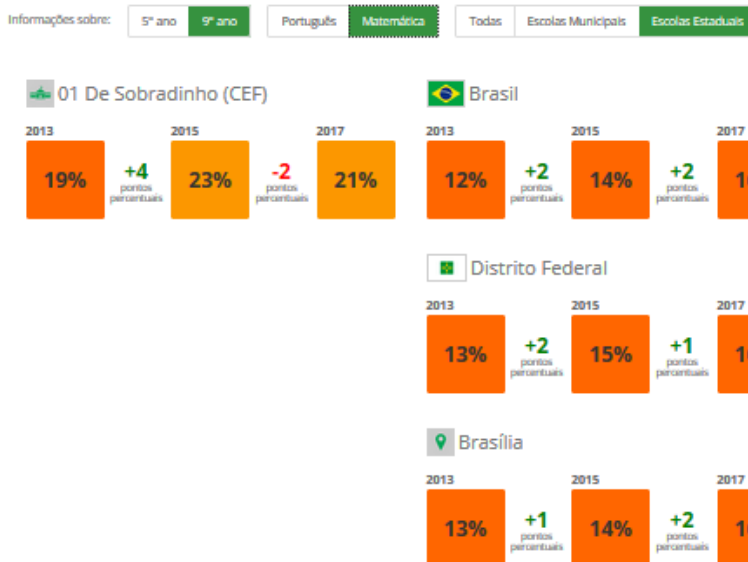 Informações sobre: 5º ano 9º ano Português Matemática Todas Escolas Municipais Escolas Estaduais
01 De Sobradinho (CEF)
2013 2015 2017
19% +4 pontos percentuais 23% -2 pontos percentuais 21%
Brasil
2013 2015 2017
12% +2 pontos percentuais 14% +2 pontos percentuais 1
Distrito Federal
2013 2015 2017
13% +2 pontos percentuais 15% +1 pontos percentuais 1
Brasília
2013 2015 2017
13% +1 pontos percentuais 14% +2 pontos percentuais 1